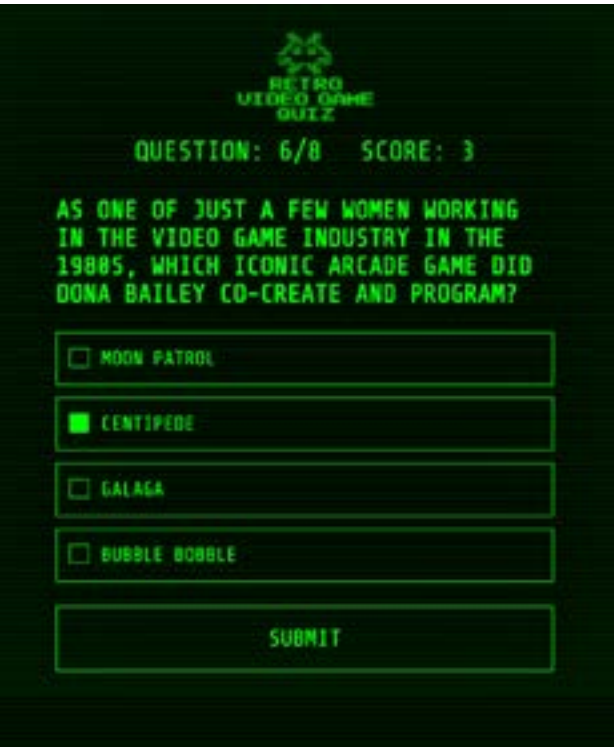 RETRO
VIDEO GAME
QUIZ
QUESTION: 6/8 SCORE: 3
AS ONE OF JUST A FEW WOMEN WORKING
IN THE VIDEO GAME INDUSTRY IN THE
1980S, WHICH ICONIC ARCADE GAME DID
DONA BAILEY CO-CREATE AND PROGRAM?
MOON PATROL
CENTIPEDE
GALAGA
BUBBLE BOBBLE
SUBMIT